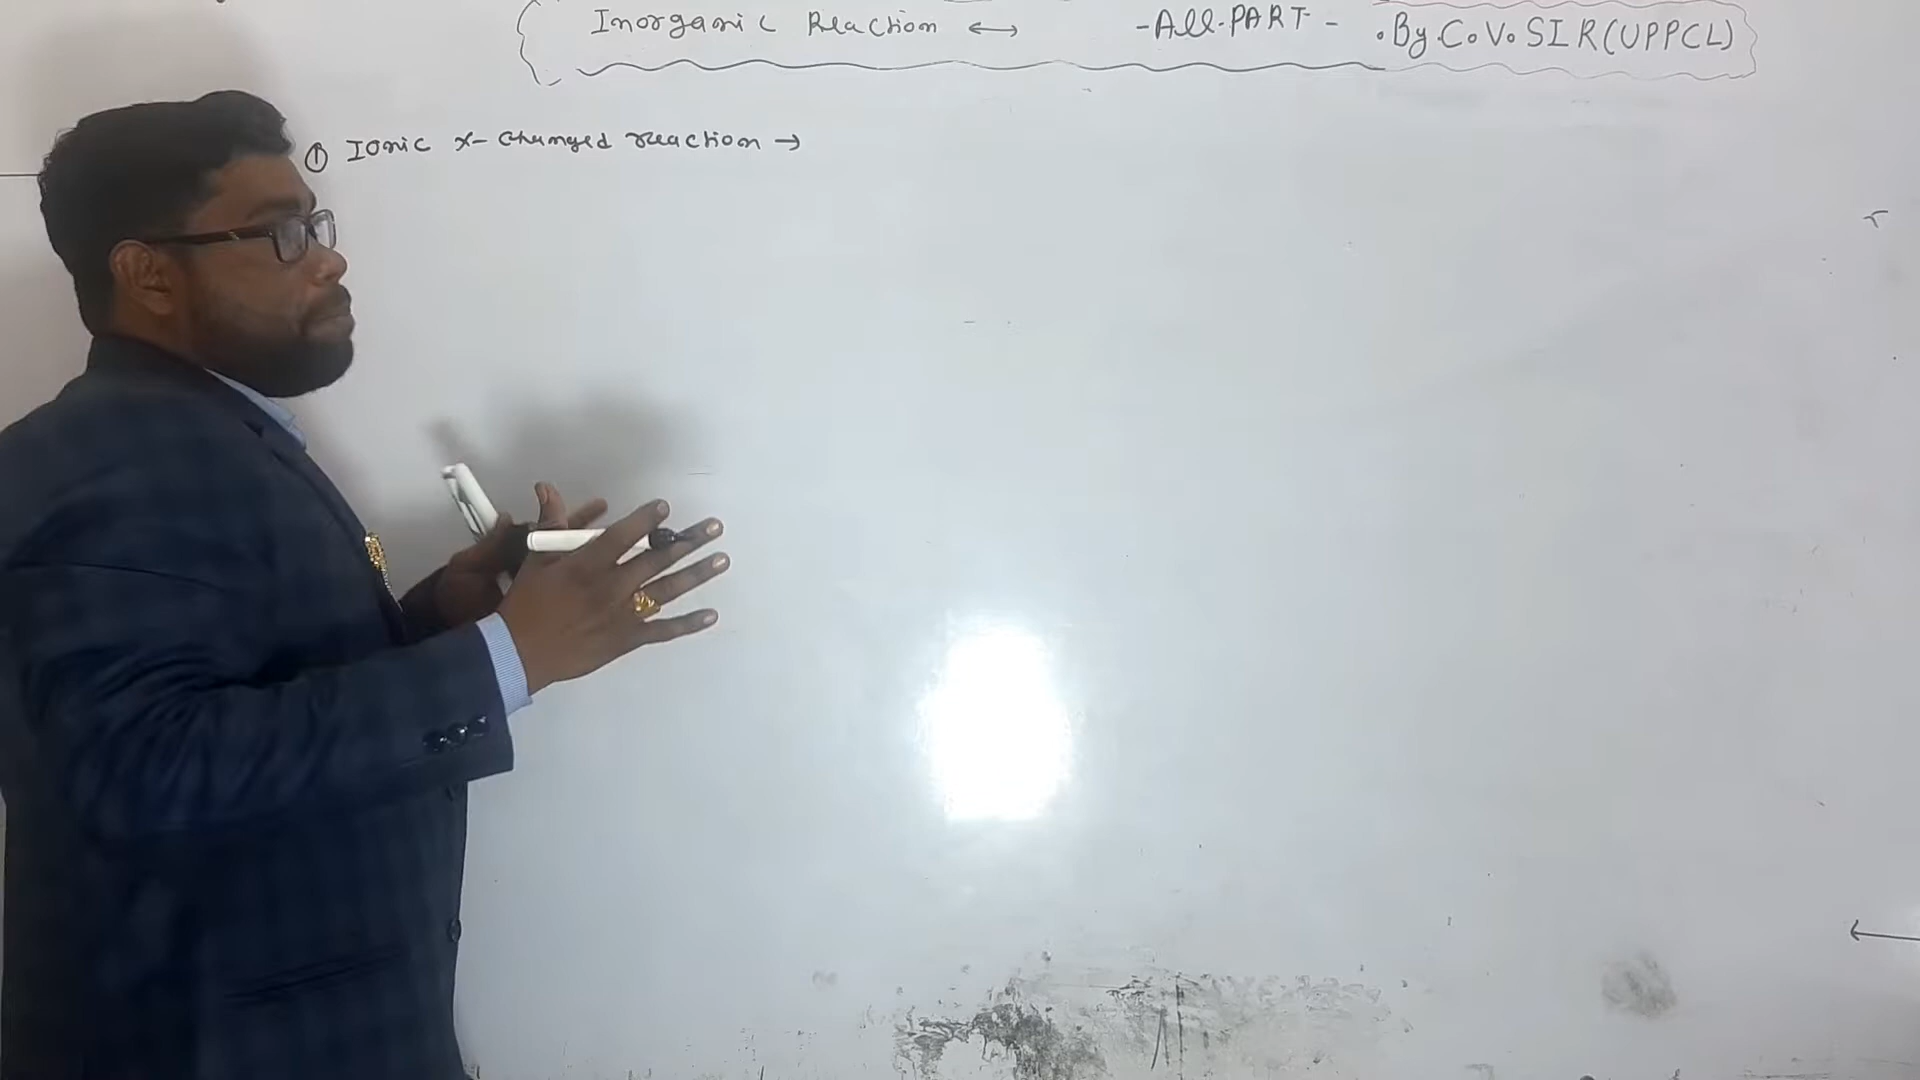 Inorganic Reaction ↔ -All-PART- .By.C.V.SIR(UPPCL)
① Ionic x-changed reaction →